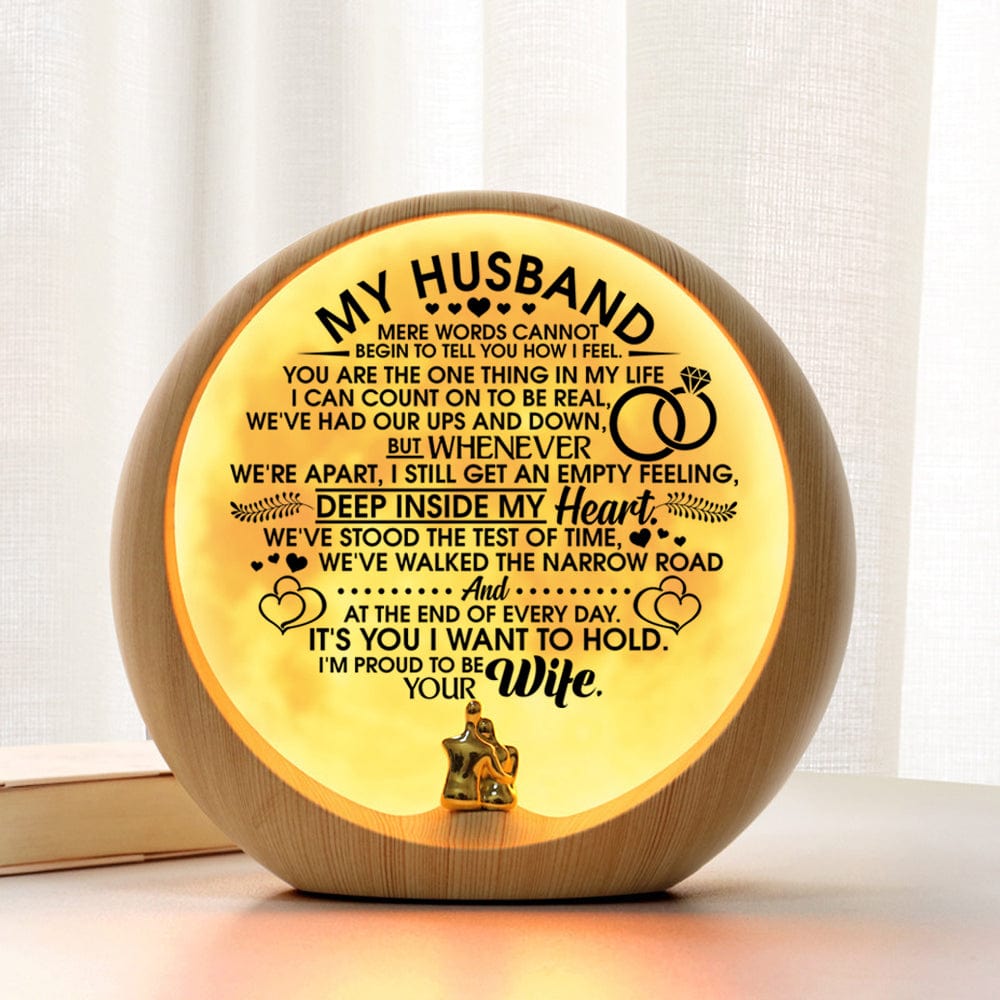 MY HUSBAND
MERE WORDS CANNOT
BEGIN TO TELL YOU HOW I FEEL.
YOU ARE THE ONE THING IN MY LIFE
I CAN COUNT ON TO BE REAL,
WE'VE HAD OUR UPS AND DOWN,
BUT WHENEVER
WE'RE APART, I STILL GET AN EMPTY FEELING,
DEEP INSIDE MY Heart.
WE'VE STOOD THE TEST OF TIME,
WE'VE WALKED THE NARROW ROAD
And
AT THE END OF EVERY DAY.
IT'S YOU I WANT TO HOLD.
I'M PROUD TO BE
YOUR Wife.